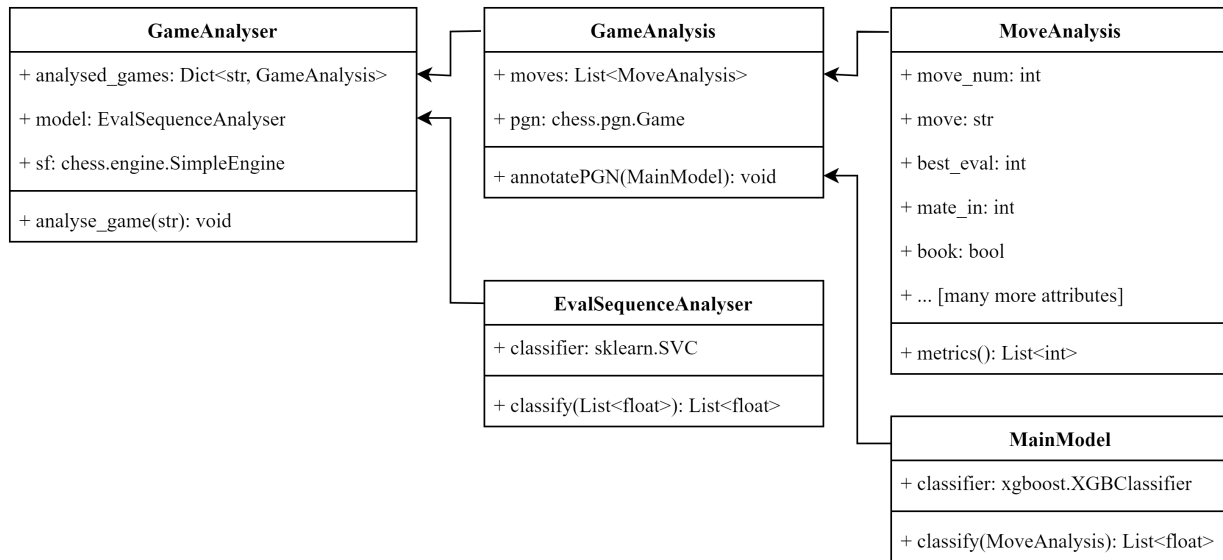 GameAnalyser
+ analysed_games: Dict<str, GameAnalysis>
+ model: EvalSequenceAnalyser
+ sf: chess.engine.SimpleEngine
+ analyse_game(str): void
GameAnalysis
+ moves: List<MoveAnalysis>
+ pgn: chess.pgn.Game
+ annotatePGN(MainModel): void
EvalSequenceAnalyser
+ classifier: sklearn.SVC
+ classify(List<float>): List<float>
MoveAnalysis
+ move_num: int
+ move: str
+ best_eval: int
+ mate_in: int
+ book: bool
+ ... [many more attributes]
+ metrics(): List<int>
MainModel
+ classifier: xgboost.XGBClassifier
+ classify(MoveAnalysis): List<float>